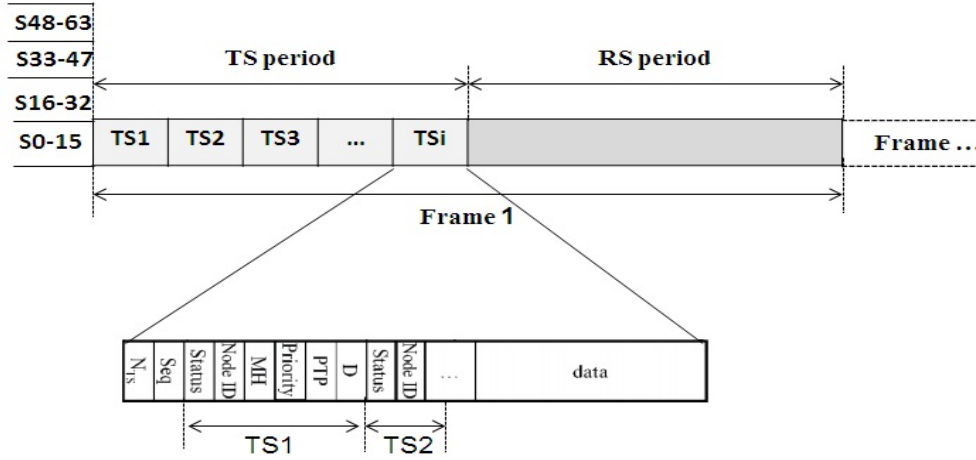 S48-63
S33-47
TS period
RS period
S16-32
S0-15
TS1
TS2
TS3
...
TSi
Frame ...
Frame 1
N_TS
Seq
Status
Node ID
MH
Priority
PTP
D
Status
Node ID
...
data
TS1
TS2